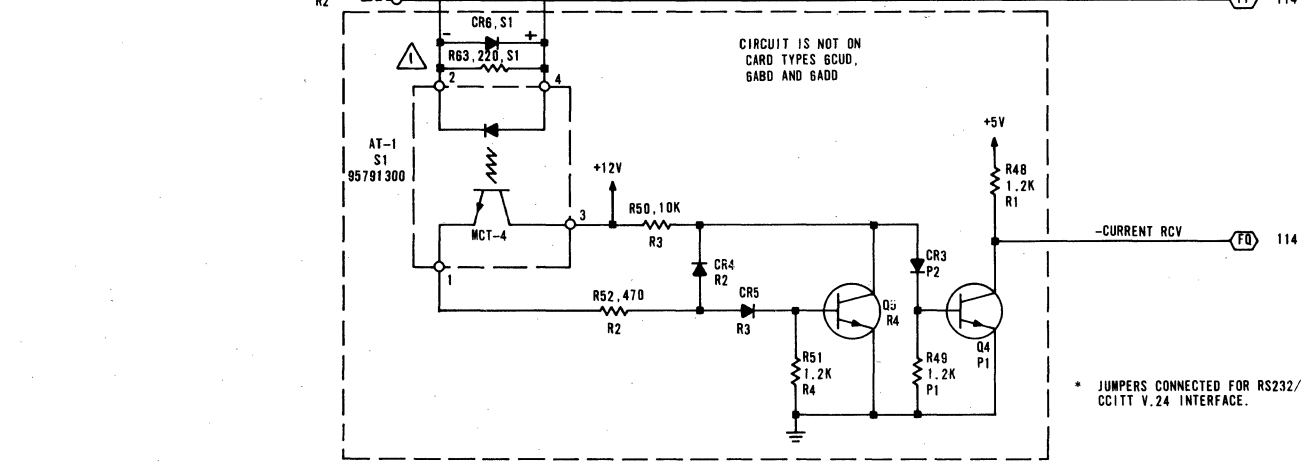 R2
114
CR6, S1
- +
R63, 220, S1
1
2
4
CIRCUIT IS NOT ON
CARD TYPES 6CUD,
6ABD AND 6ADD
AT-1
S1
95791300
MCT-4
3
1
+12V
R50, 10K
R3
CR4
R2
R52, 470
R2
CR5
R3
R51
1.2K
R4
Q5
R4
CR3
P2
R49
1.2K
P1
Q4
P1
+5V
R48
1.2K
R1
-CURRENT RCV
FQ 114
* JUMPERS CONNECTED FOR RS232/
CCITT V.24 INTERFACE.